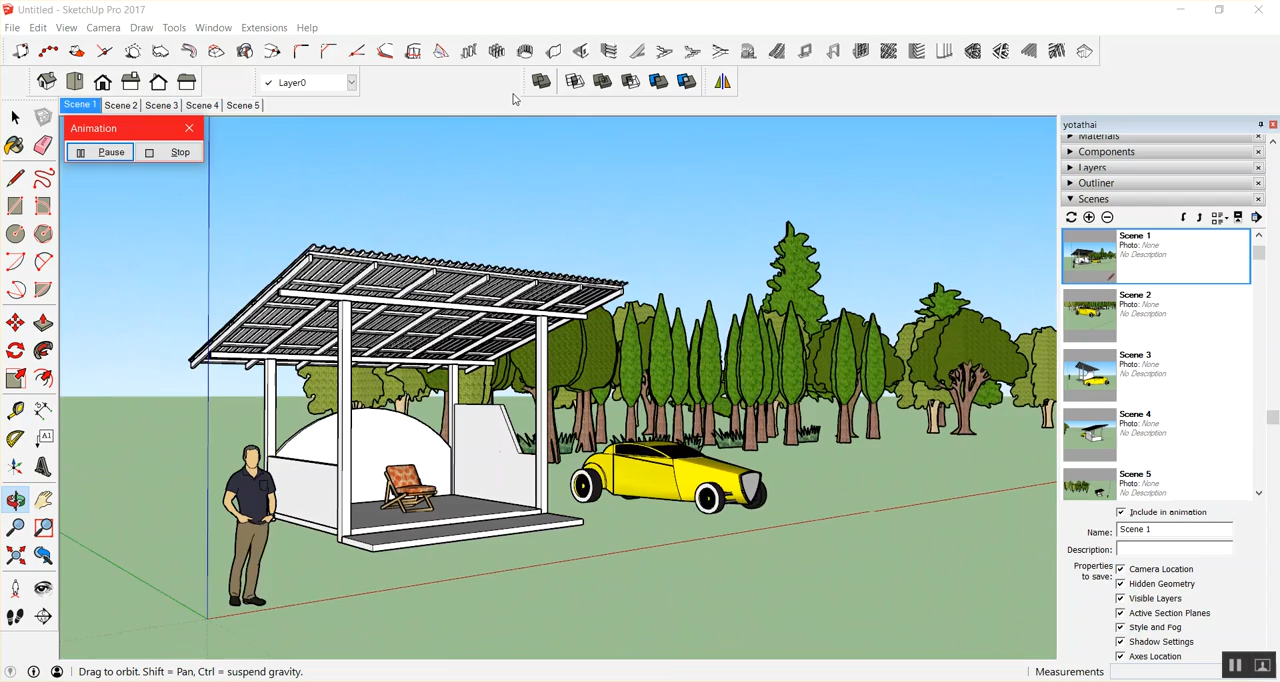 Untitled - SketchUp Pro 2017
File Edit View Camera Draw Tools Window Extensions Help
Layer0
Scene 1 Scene 2 Scene 3 Scene 4 Scene 5
Animation
Pause Stop
A1
yotathai
Materials
Components
Layers
Outliner
Scenes
Scene 1
Photo: None
No Description
Scene 2
Photo: None
No Description
Scene 3
Photo: None
No Description
Scene 4
Photo: None
No Description
Scene 5
Photo: None
No Description
Include in animation
Name: Scene 1
Description:
Properties to save:
Camera Location
Hidden Geometry
Visible Layers
Active Section Planes
Style and Fog
Shadow Settings
Axes Location
Drag to orbit. Shift = Pan, Ctrl = suspend gravity.
Measurements